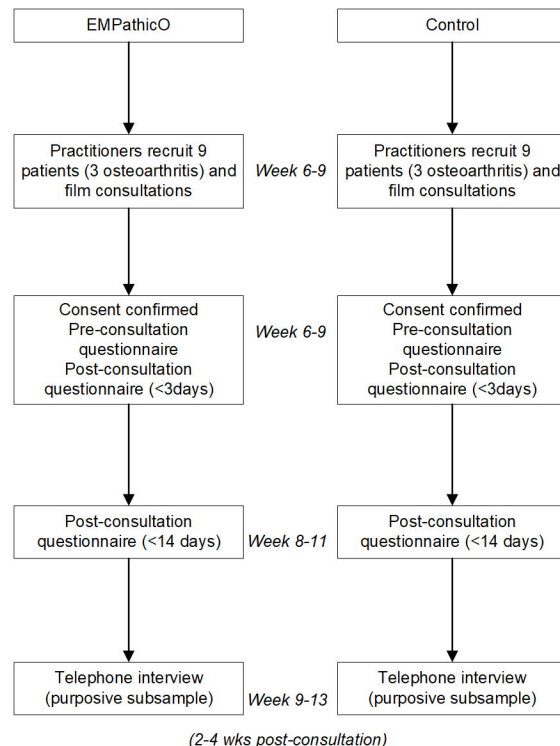 EMPathicO
Control
Practitioners recruit 9
patients (3 osteoarthritis) and
film consultations
Week 6-9
Practitioners recruit 9
patients (3 osteoarthritis) and
film consultations
Consent confirmed
Pre-consultation
questionnaire
Post-consultation
questionnaire (<3days)
Week 6-9
Consent confirmed
Pre-consultation
questionnaire
Post-consultation
questionnaire (<3days)
Post-consultation
questionnaire (<14 days)
Week 8-11
Post-consultation
questionnaire (<14 days)
Telephone interview
(purposive subsample)
Week 9-13
Telephone interview
(purposive subsample)
(2-4 wks post-consultation)